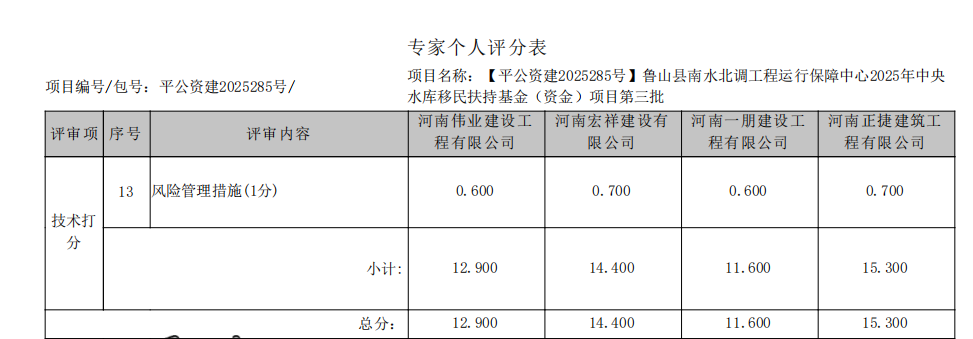 专家个人评分表
项目编号/包号：平公资建2025285号/
项目名称：【平公资建2025285号】鲁山县南水北调工程运行保障中心2025年中央
水库移民扶持基金（资金）项目第三批
评审项 序号 评审内容 河南伟业建设工程有限公司 河南宏祥建设有限公司 河南一朋建设工程有限公司 河南正捷建筑工程有限公司
技术打分 13 风险管理措施(1分) 0.600 0.700 0.600 0.700
小计: 12.900 14.400 11.600 15.300
总分: 12.900 14.400 11.600 15.300